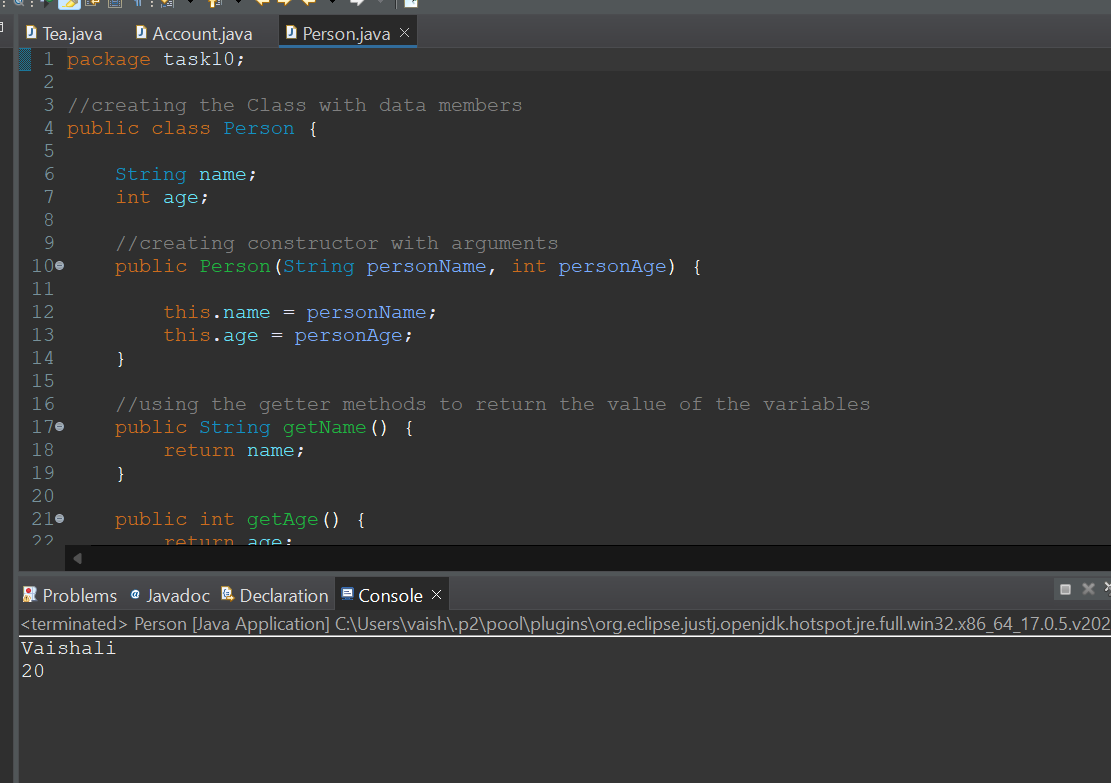 Tea.java Account.java Person.java
1 package task10;
2
3 //creating the Class with data members
4 public class Person {
5
6 String name;
7 int age;
8
9 //creating constructor with arguments
10 public Person(String personName, int personAge) {
11
12 this.name = personName;
13 this.age = personAge;
14 }
15
16 //using the getter methods to return the value of the variables
17 public String getName() {
18 return name;
19 }
20
21 public int getAge() {
22 return age;
Problems Javadoc Declaration Console
<terminated> Person [Java Application] C:\Users\vaish\.p2\pool\plugins\org.eclipse.justj.openjdk.hotspot.jre.full.win32.x86_64_17.0.5.v202
Vaishali
20